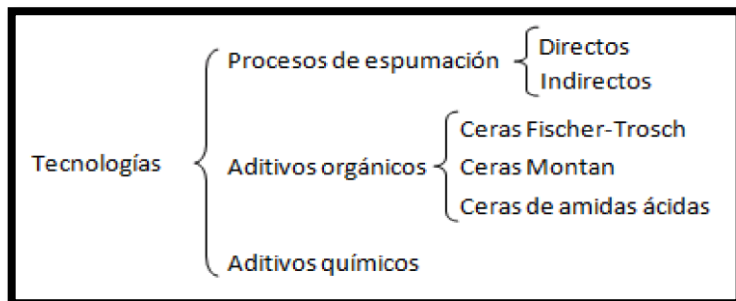 Procesos de espumación
Directos
Indirectos
Tecnologías
Aditivos orgánicos
Ceras Fischer-Trosch
Ceras Montan
Ceras de amidas ácidas
Aditivos químicos